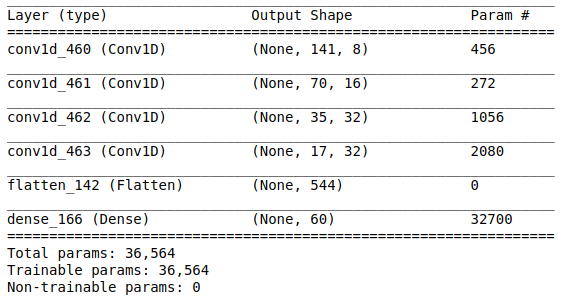 Layer (type) Output Shape Param #
conv1d_460 (Conv1D) (None, 141, 8) 456
conv1d_461 (Conv1D) (None, 70, 16) 272
conv1d_462 (Conv1D) (None, 35, 32) 1056
conv1d_463 (Conv1D) (None, 17, 32) 2080
flatten_142 (Flatten) (None, 544) 0
dense_166 (Dense) (None, 60) 32700
Total params: 36,564
Trainable params: 36,564
Non-trainable params: 0